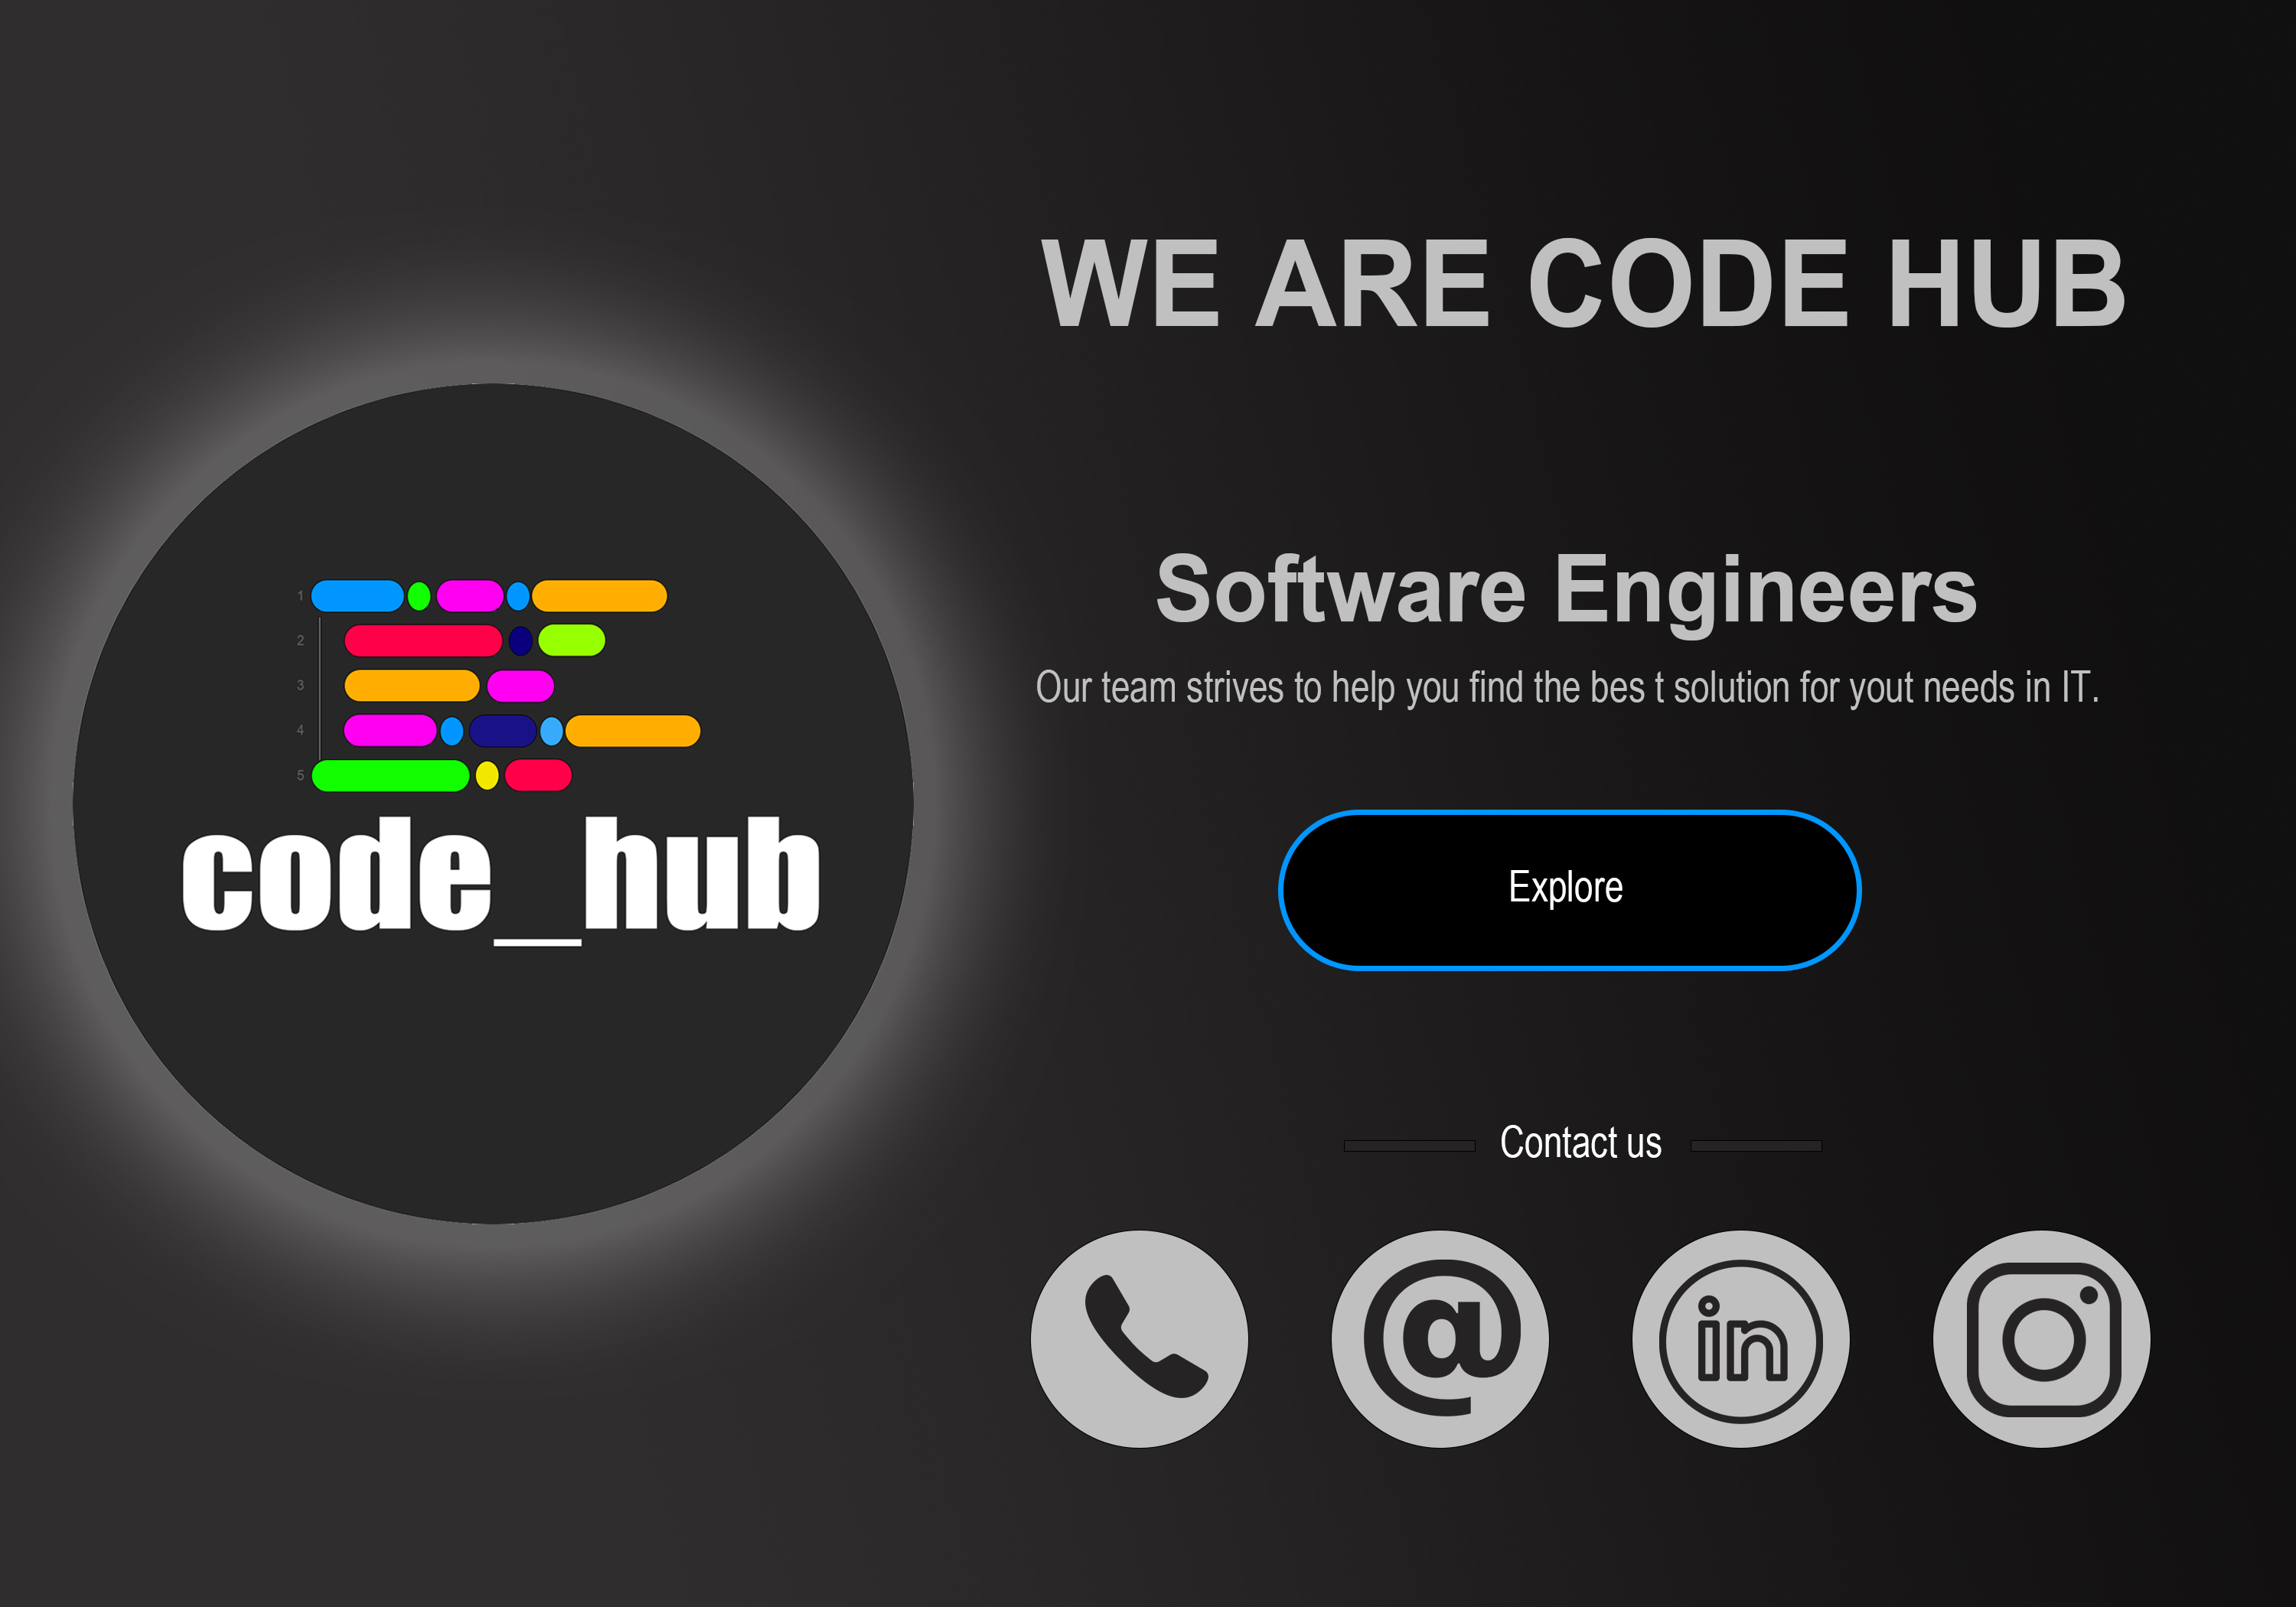 WE ARE CODE HUB
1
2
3
4
5
code_hub
Software Engineers
Our team strives to help you find the bes t solution for yout needs in IT.
Explore
Contact us
@
in